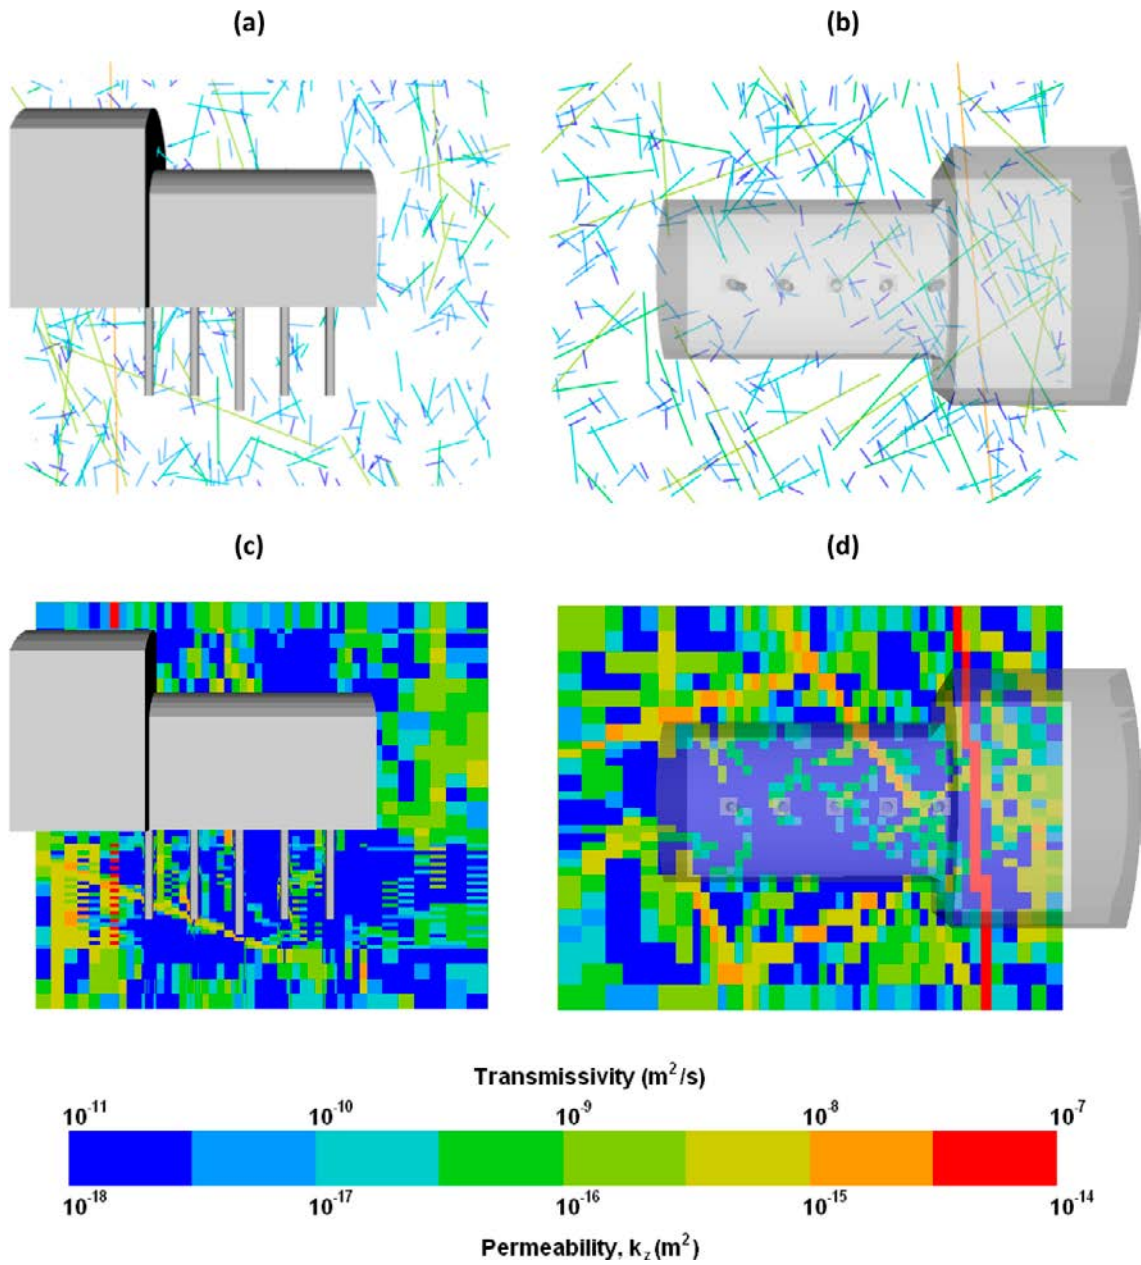 (a) (b)
(c) (d)
Transmissivity (m²/s)
10⁻¹¹ 10⁻¹⁰ 10⁻⁹ 10⁻⁸ 10⁻⁷
10⁻¹⁸ 10⁻¹⁷ 10⁻¹⁶ 10⁻¹⁵ 10⁻¹⁴
Permeability, k_z (m²)